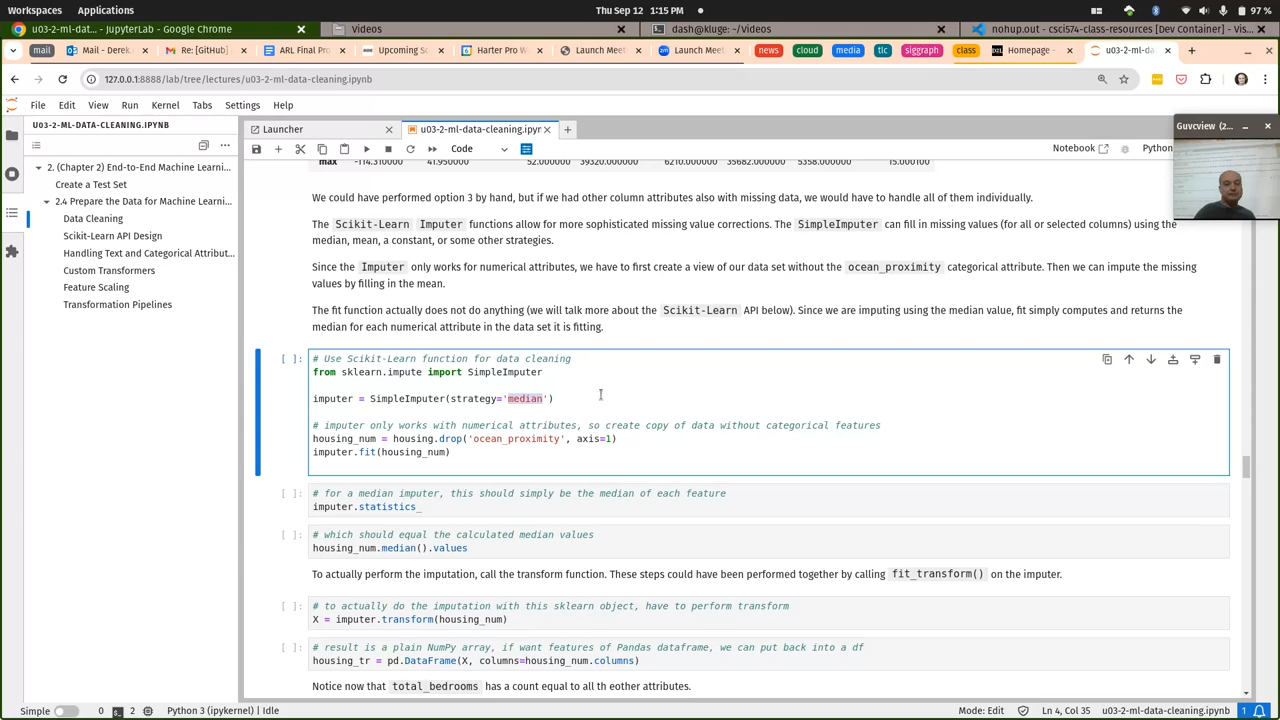 Workspaces Applications Thu Sep 12 1:15 PM 97 %
u03-2-ml-dat... - JupyterLab - Google Chrome Videos dash@kluge: ~/Videos nohup.out - csci574-class-resources [Dev Container] - Vis...
mail Mail - Derek Re: [GitHub] ARL Final Pro Upcoming Sc Harter Pro W Launch Meet Launch Meet news cloud media tlc siggraph class Homepage - u03-2-ml-dat
127.0.0.1:8888/lab/tree/lectures/u03-2-ml-data-cleaning.ipynb
File Edit View Run Kernel Tabs Settings Help
U03-2-ML-DATA-CLEANING.IPYNB
Launcher u03-2-ml-data-cleaning.ipyn
Guvcview (2...
Code Notebook Python
2. (Chapter 2) End-to-End Machine Learni...
Create a Test Set
2.4 Prepare the Data for Machine Learni...
Data Cleaning
Scikit-Learn API Design
Handling Text and Categorical Attribut...
Custom Transformers
Feature Scaling
Transformation Pipelines
max -114.310000 41.950000 52.000000 39320.000000 6210.000000 35682.000000 5358.000000 15.000100
We could have performed option 3 by hand, but if we had other column attributes also with missing data, we would have to handle all of them individually.
The Scikit-Learn Imputer functions allow for more sophisticated missing value corrections. The SimpleImputer can fill in missing values (for all or selected columns) using the
median, mean, a constant, or some other strategies.
Since the Imputer only works for numerical attributes, we have to first create a view of our data set without the ocean_proximity categorical attribute. Then we can impute the missing
values by filling in the mean.
The fit function actually does not do anything (we will talk more about the Scikit-Learn API below). Since we are imputing using the median value, fit simply computes and returns the
median for each numerical attribute in the data set it is fitting.
[ ]: # Use Scikit-Learn function for data cleaning
from sklearn.impute import SimpleImputer
imputer = SimpleImputer(strategy='median')
# imputer only works with numerical attributes, so create copy of data without categorical features
housing_num = housing.drop('ocean_proximity', axis=1)
imputer.fit(housing_num)
[ ]: # for a median imputer, this should simply be the median of each feature
imputer.statistics_
[ ]: # which should equal the calculated median values
housing_num.median().values
To actually perform the imputation, call the transform function. These steps could have been performed together by calling fit_transform() on the imputer.
[ ]: # to actually do the imputation with this sklearn object, have to perform transform
X = imputer.transform(housing_num)
[ ]: # result is a plain NumPy array, if want features of Pandas dataframe, we can put back into a df
housing_tr = pd.DataFrame(X, columns=housing_num.columns)
Notice now that total_bedrooms has a count equal to all th eother attributes.
Simple 0 2 Python 3 (ipykernel) | Idle Mode: Edit Ln 4, Col 35 u03-2-ml-data-cleaning.ipynb 1